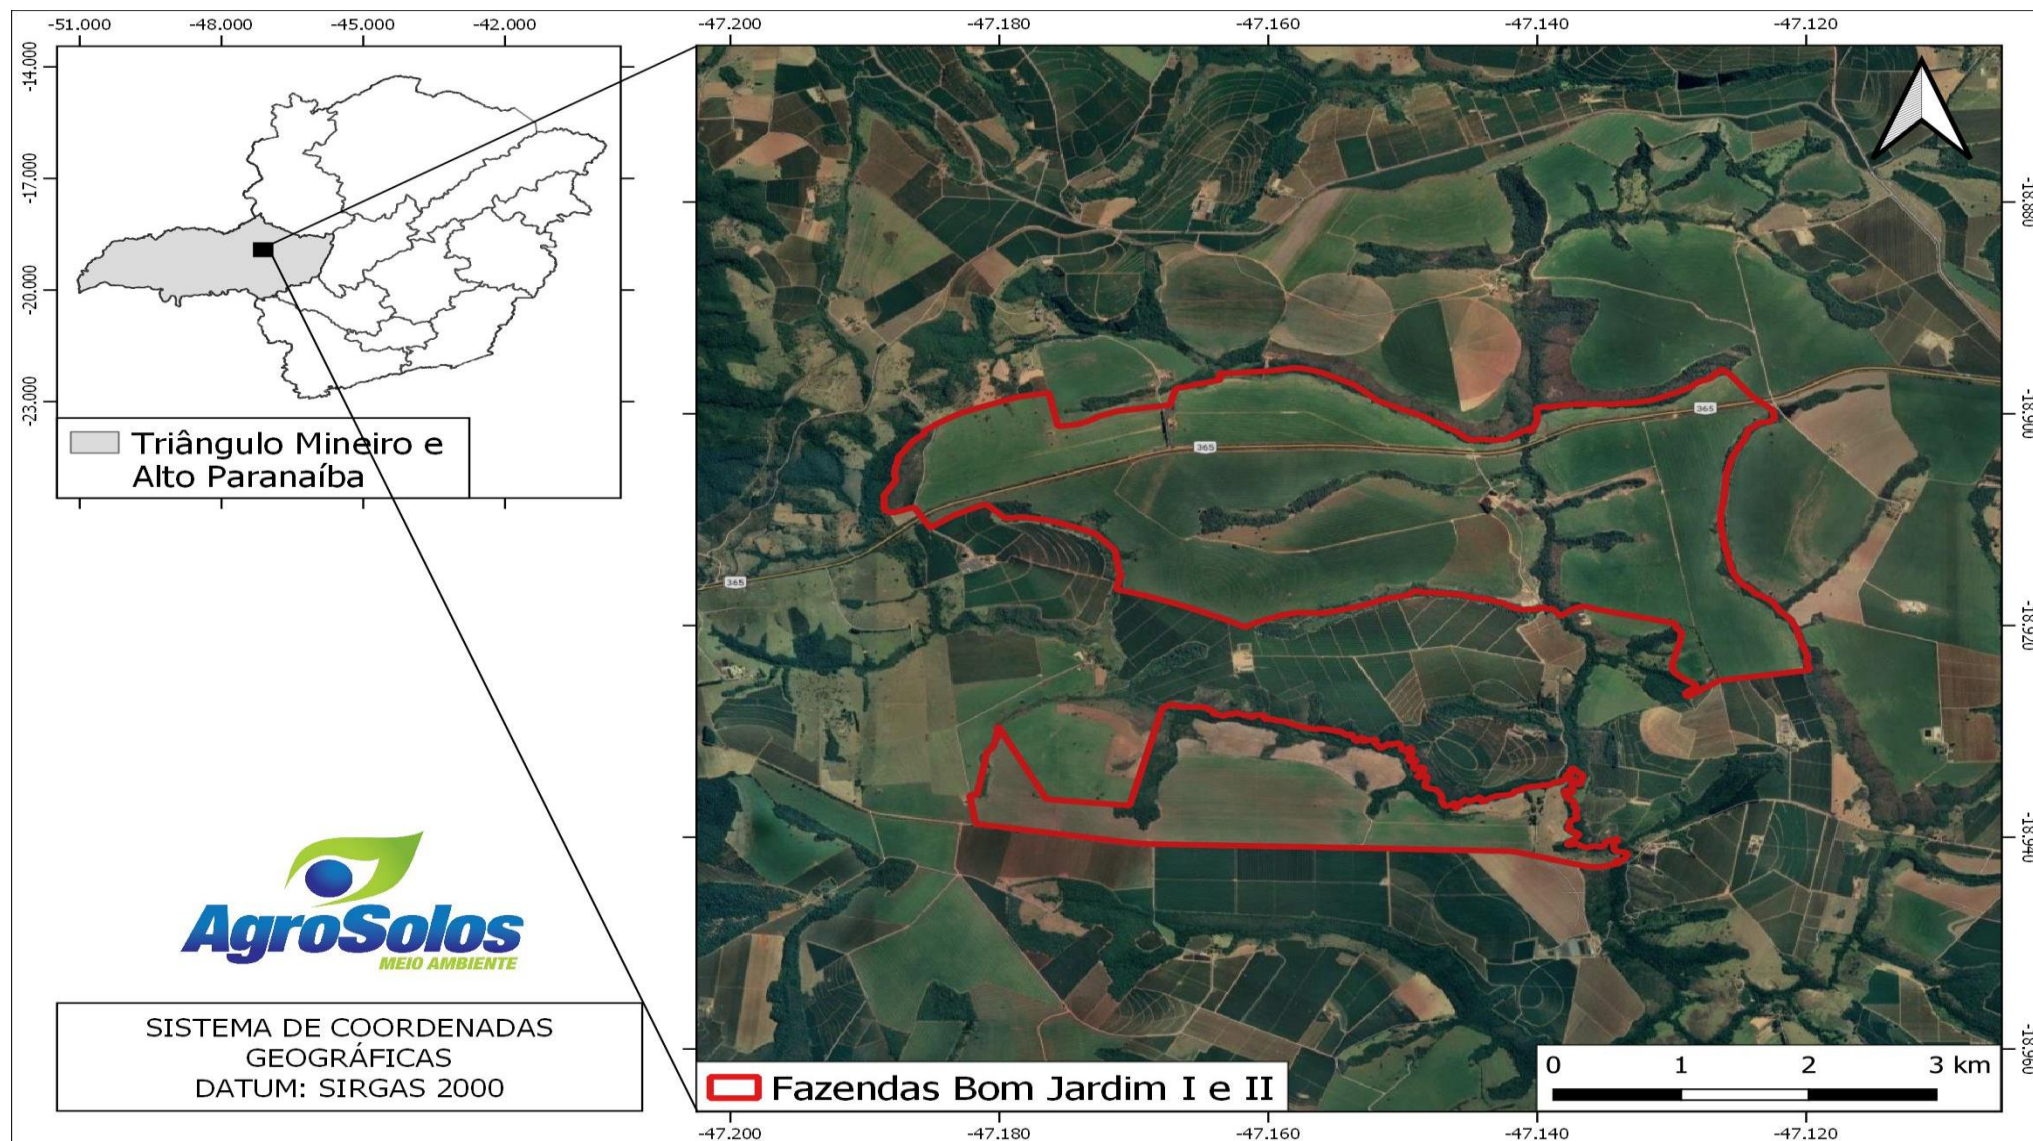 -51.000 -48.000 -45.000 -42.000
-14.000
-17.000
-20.000
-23.000
Triângulo Mineiro e
Alto Paranaíba
-47.200 -47.180 -47.160 -47.140 -47.120
-18.880
-18.900
-18.920
-18.940
-18.960
365
365
365
AgroSolos
MEIO AMBIENTE
SISTEMA DE COORDENADAS
GEOGRÁFICAS
DATUM: SIRGAS 2000
Fazendas Bom Jardim I e II
0 1 2 3 km
-47.200 -47.180 -47.160 -47.140 -47.120